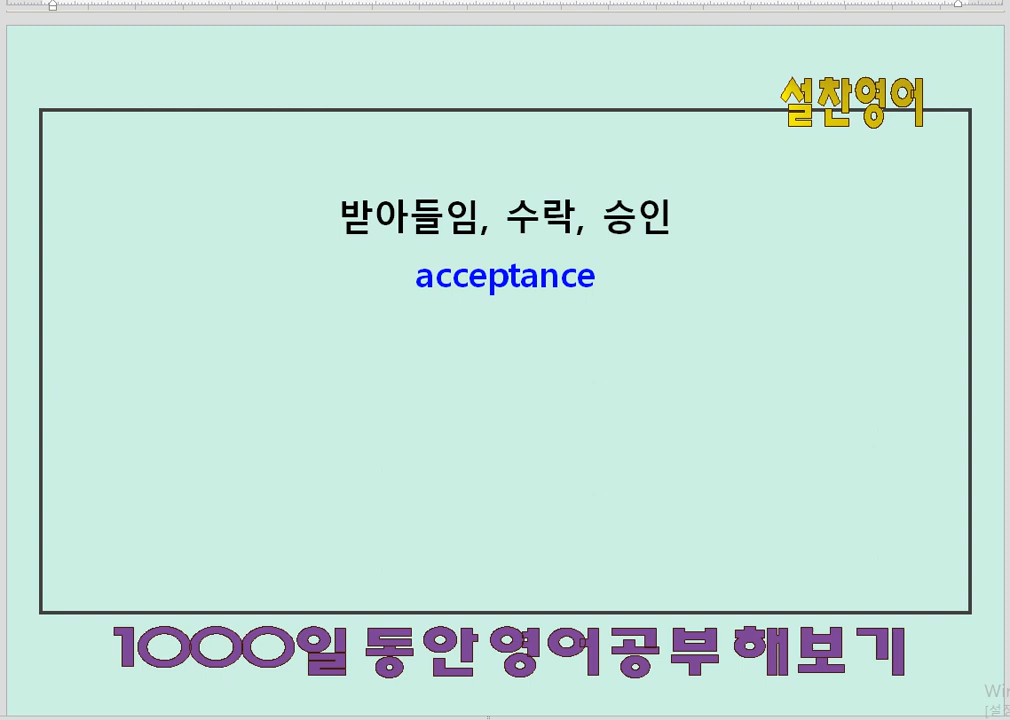 설찬영어
받아들임, 수락, 승인
acceptance
1000일 동안 영어공부 해보기